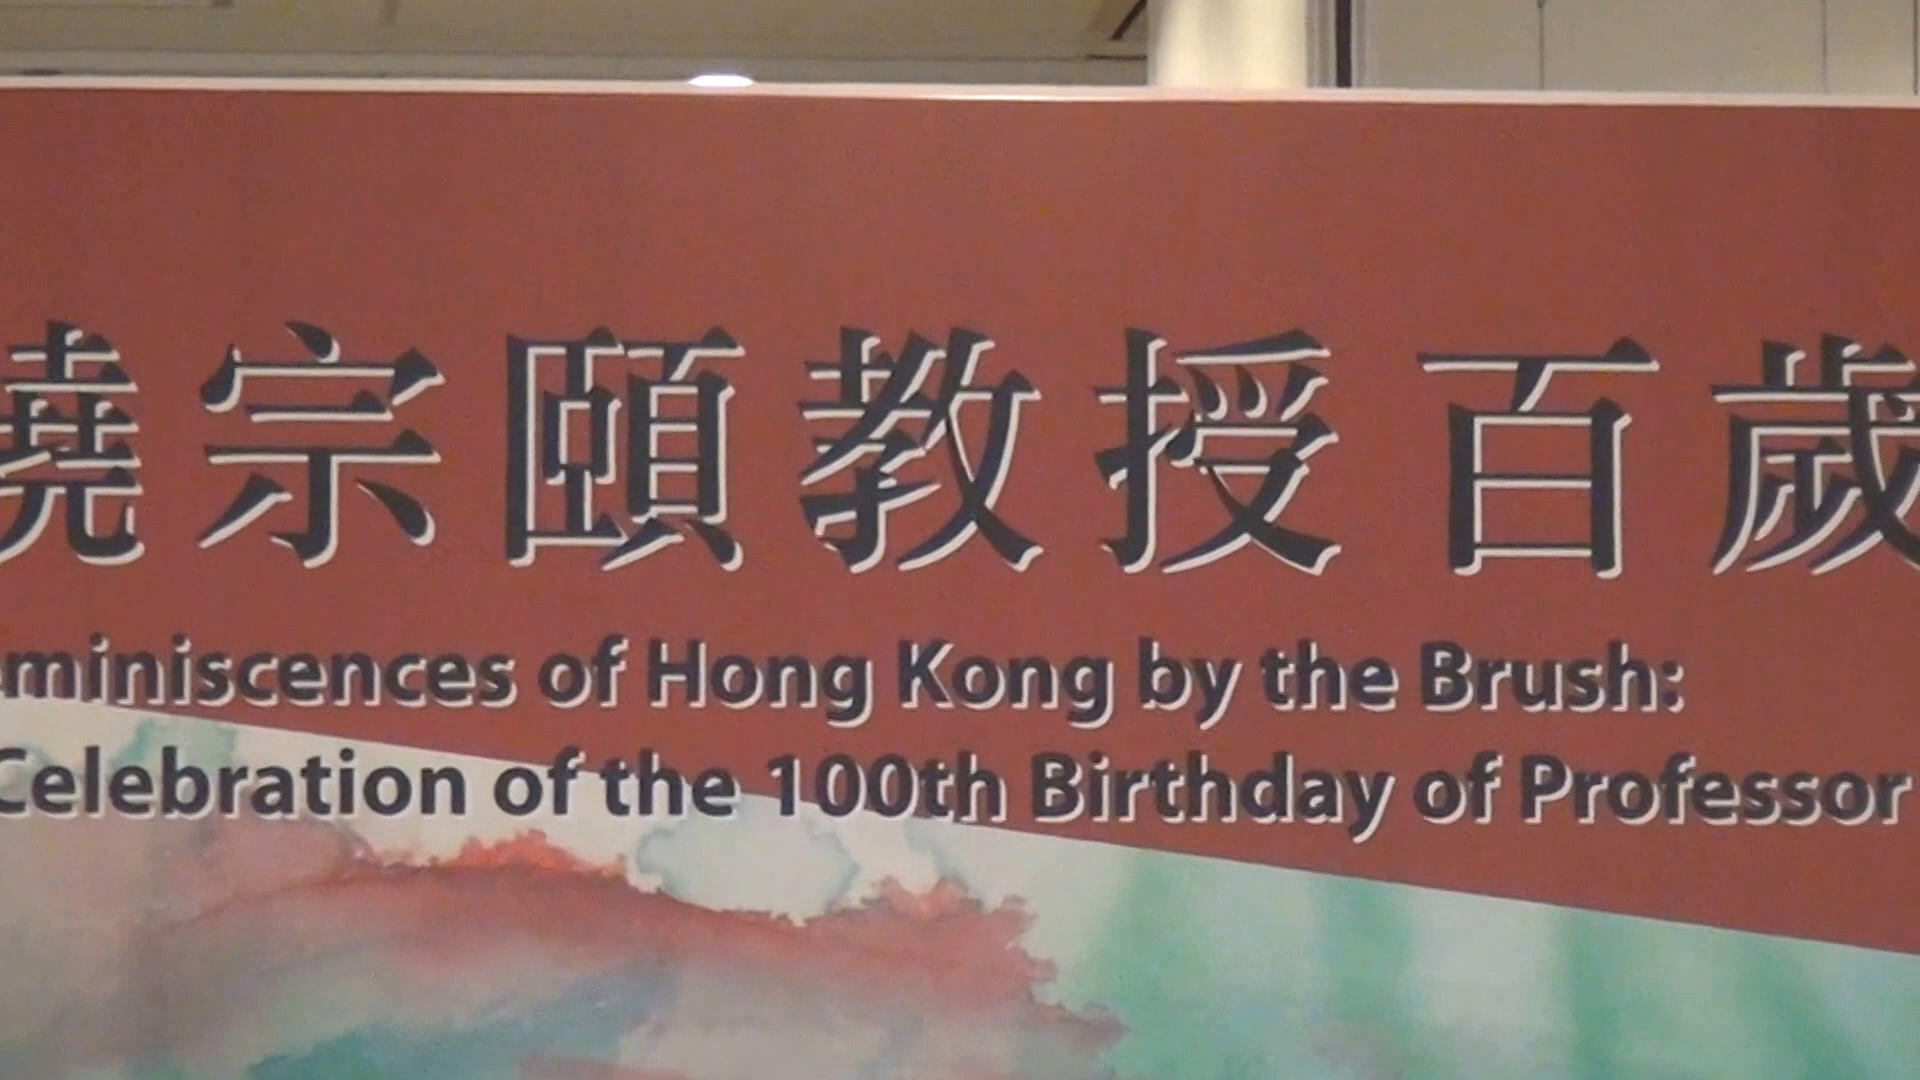 饒宗頤教授百歲
eminiscences of Hong Kong by the Brush:
Celebration of the 100th Birthday of Professor